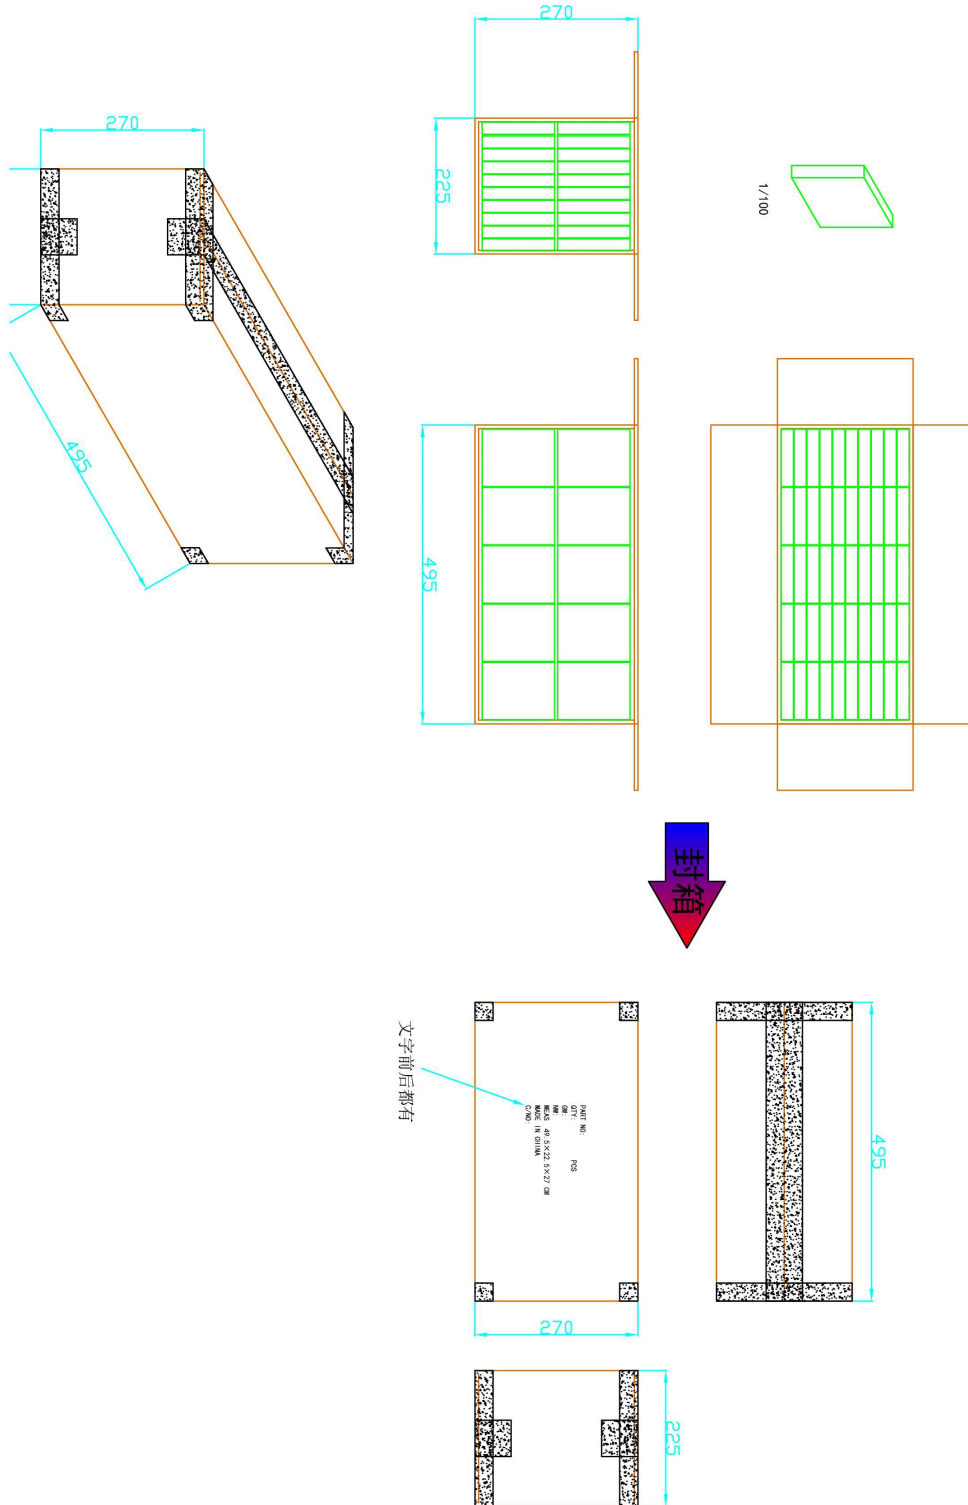 270
225
1/100
270
495
495
封箱
495
文字前后都有
PART NO:
QTY: PCS
GW:
NW:
MEAS 49.5×22.5×27 CM
MADE IN CHINA
C/NO:
270
225